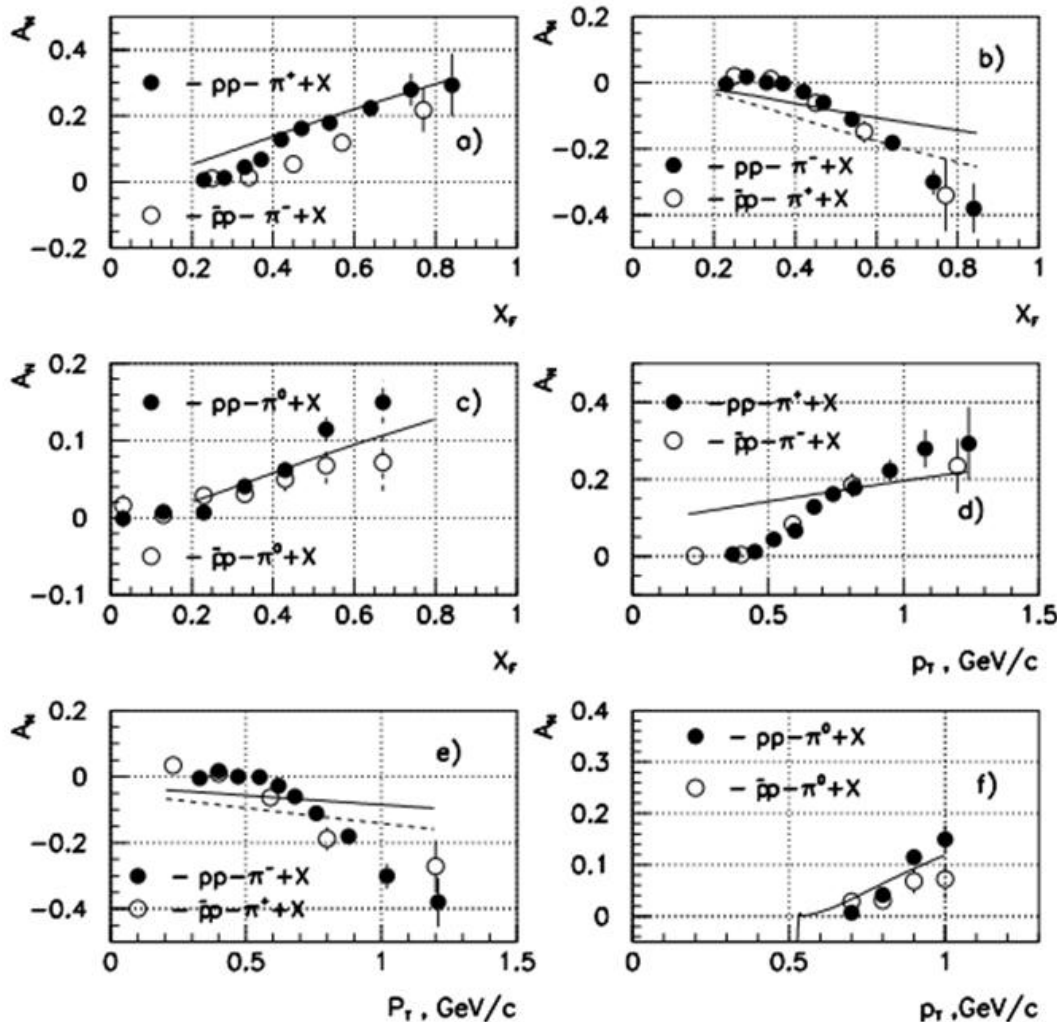 A_N
0.4
0.2
0
−0.2
● − pp−π⁺+X
○ − p̄p−π⁻+X
a)
0 0.2 0.4 0.6 0.8 1
X_F
A_N
0.2
0
−0.2
−0.4
b)
● − pp−π⁻+X
○ − p̄p−π⁺+X
0 0.2 0.4 0.6 0.8 1
X_F
A_N
0.2
0.1
0
−0.1
● − pp−π⁰+X
c)
○ − p̄p−π⁰+X
0 0.2 0.4 0.6 0.8 1
X_F
A_N
0.4
0.2
0
● − pp−π⁺+X
○ − p̄p−π⁻+X
d)
0 0.5 1 1.5
p_T , GeV/c
A_N
0.2
0
−0.2
−0.4
e)
● − pp−π⁻+X
○ − p̄p−π⁺+X
0 0.5 1 1.5
P_T , GeV/c
A_N
0.4
0.3
0.2
0.1
0
● − pp−π⁰+X
○ − p̄p−π⁰+X
f)
0 0.5 1 1.5
p_T , GeV/c